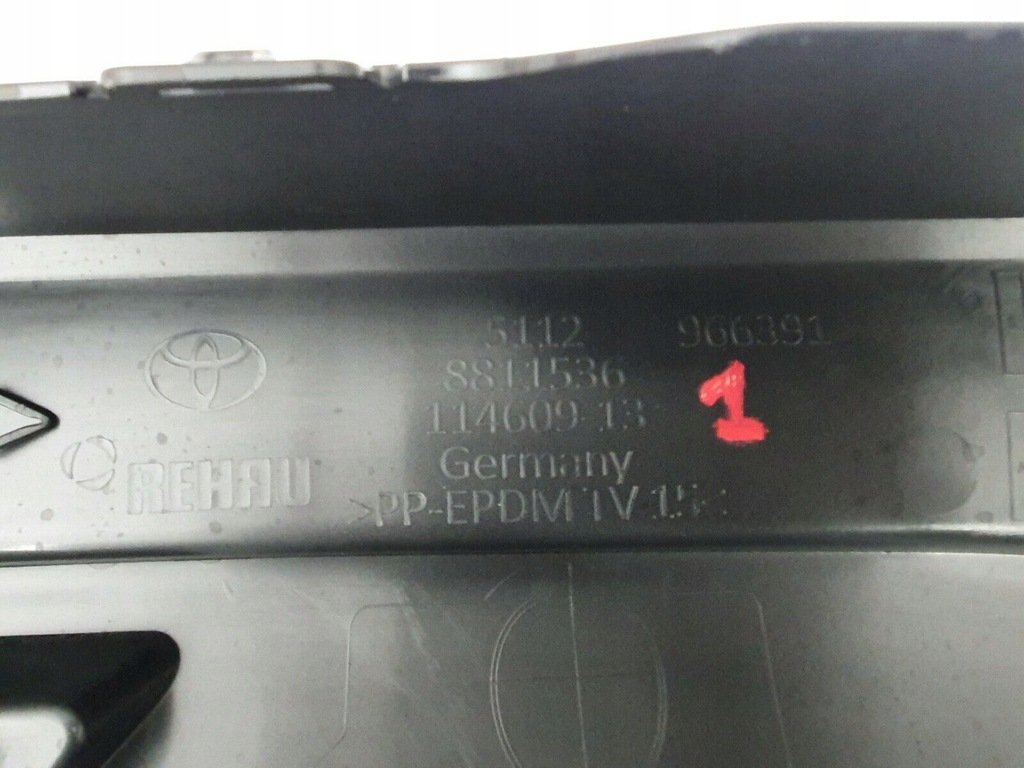 5112 966391
8811536
114609-13
1
Germany
REHAU
>PP-EPDM TV 15<